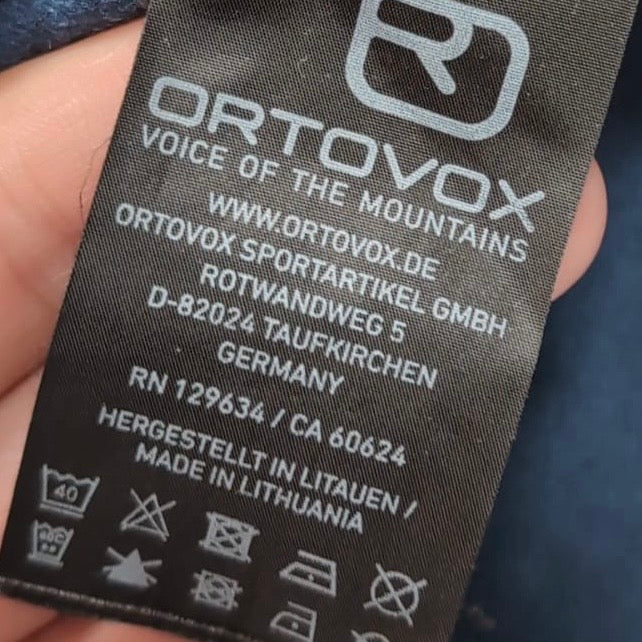 ORTOVOX
VOICE OF THE MOUNTAINS
WWW.ORTOVOX.DE
ORTOVOX SPORTARTIKEL GMBH
ROTWANDWEG 5
D-82024 TAUFKIRCHEN
GERMANY
RN 129634 / CA 60624
HERGESTELLT IN LITAUEN /
MADE IN LITHUANIA
40